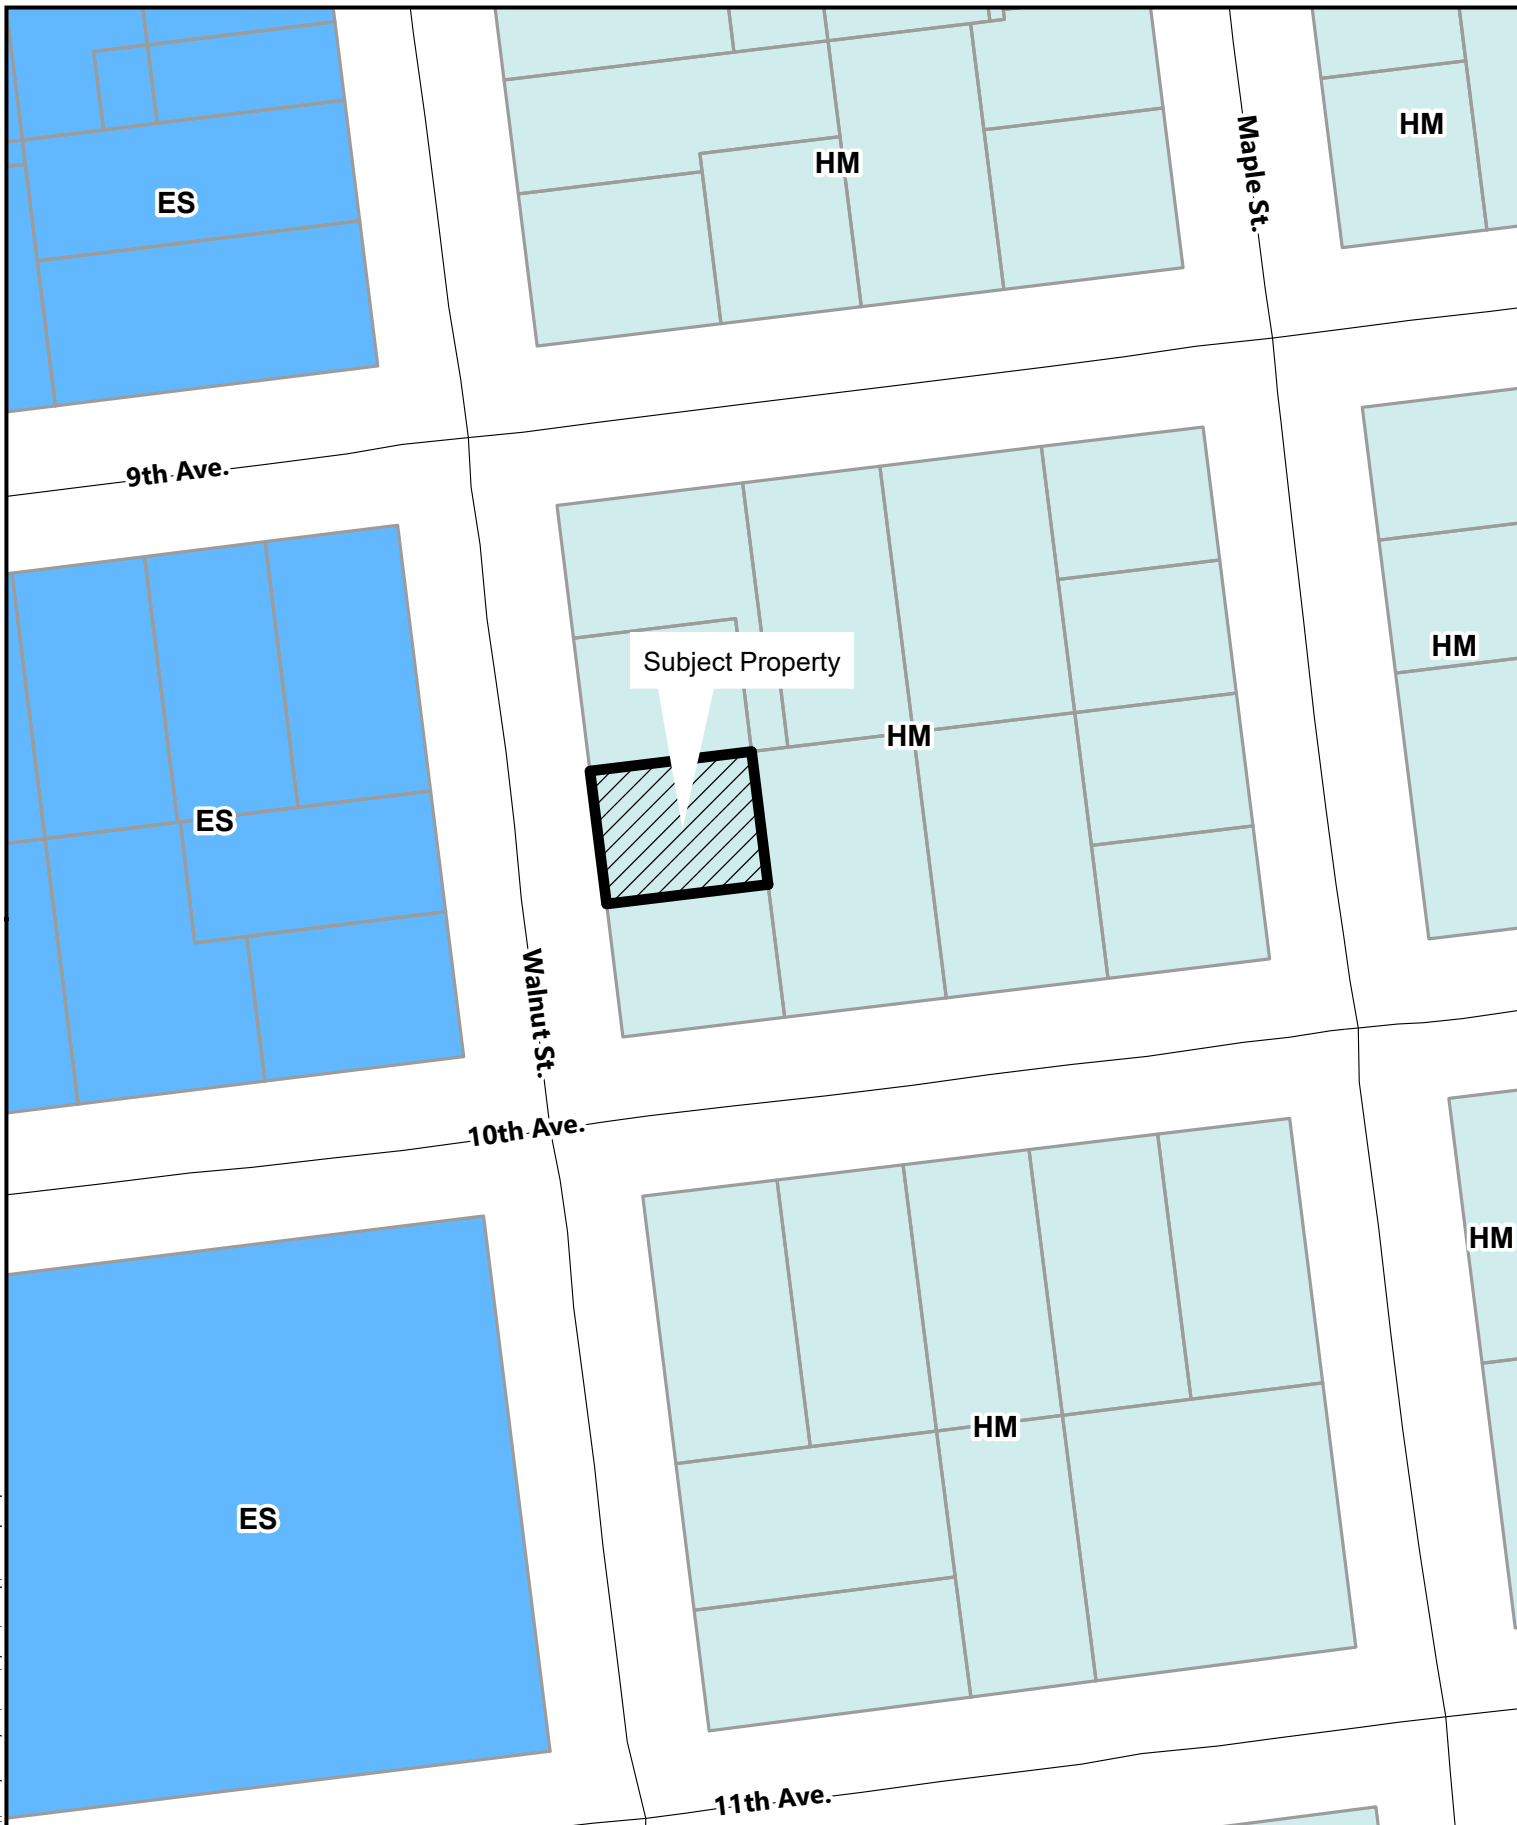 HM
Maple St.
HM
ES
9th Ave.
HM
Subject Property
HM
ES
Walnut St.
10th Ave.
HM
HM
ES
11th Ave.